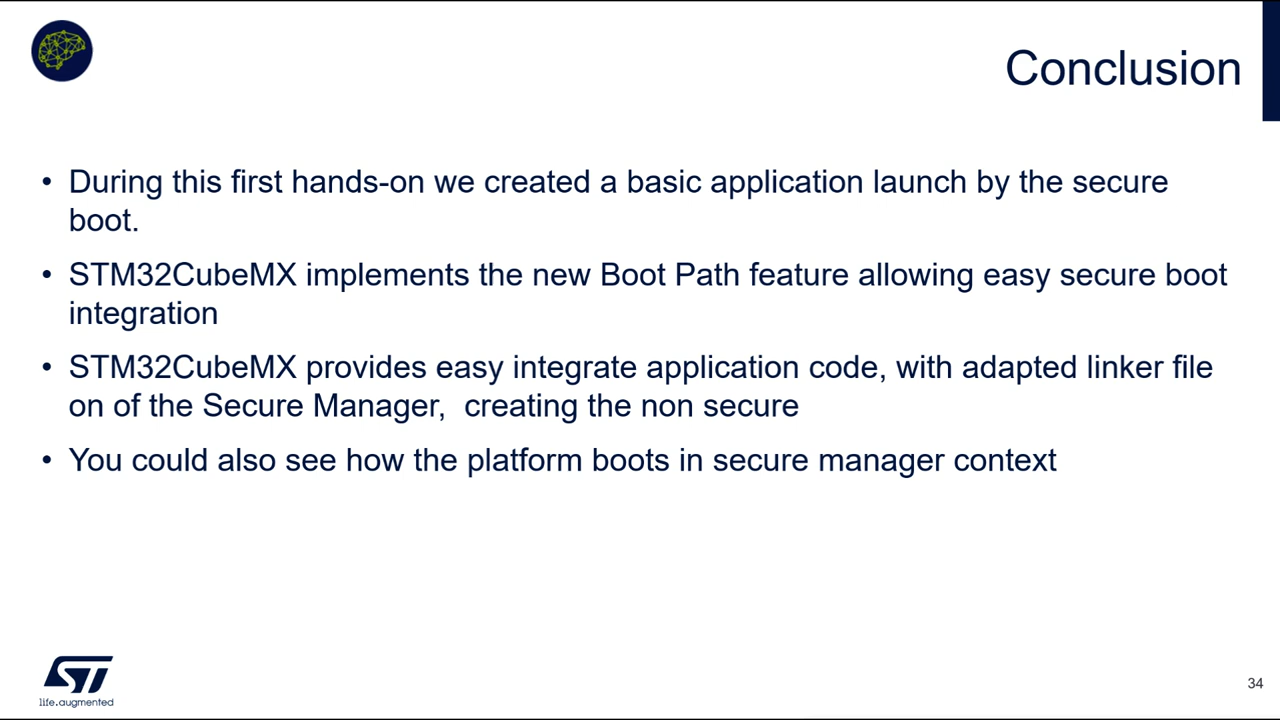 Conclusion
• During this first hands-on we created a basic application launch by the secure
boot.
• STM32CubeMX implements the new Boot Path feature allowing easy secure boot
integration
• STM32CubeMX provides easy integrate application code, with adapted linker file
on of the Secure Manager,  creating the non secure
• You could also see how the platform boots in secure manager context
ST
life.augmented
34